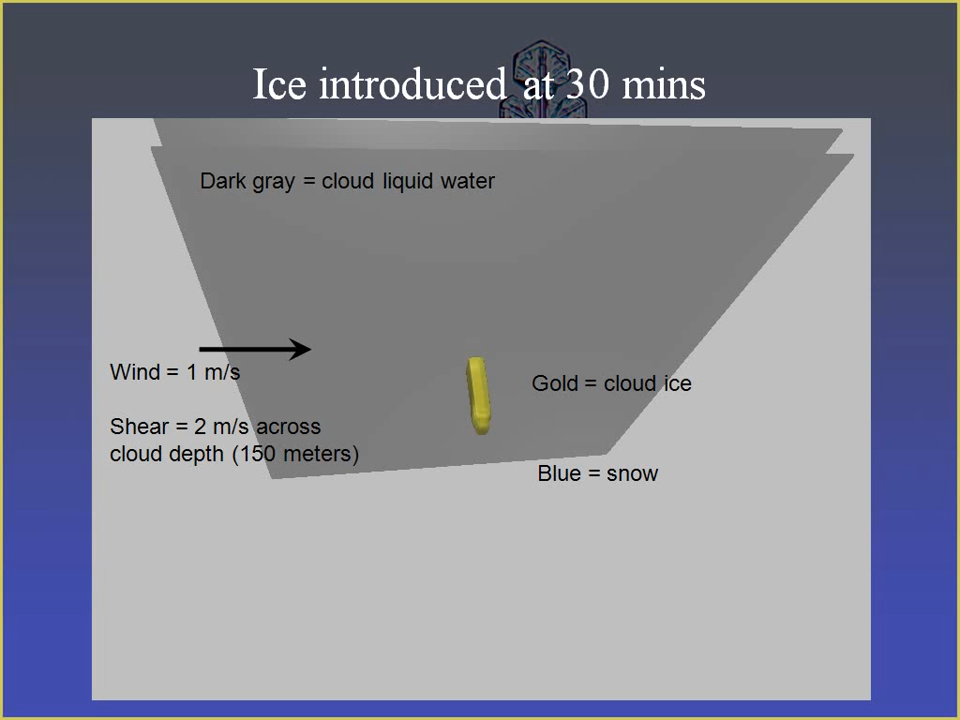 Ice introduced at 30 mins
Dark gray = cloud liquid water
Wind = 1 m/s
Gold = cloud ice
Shear = 2 m/s across
cloud depth (150 meters)
Blue = snow